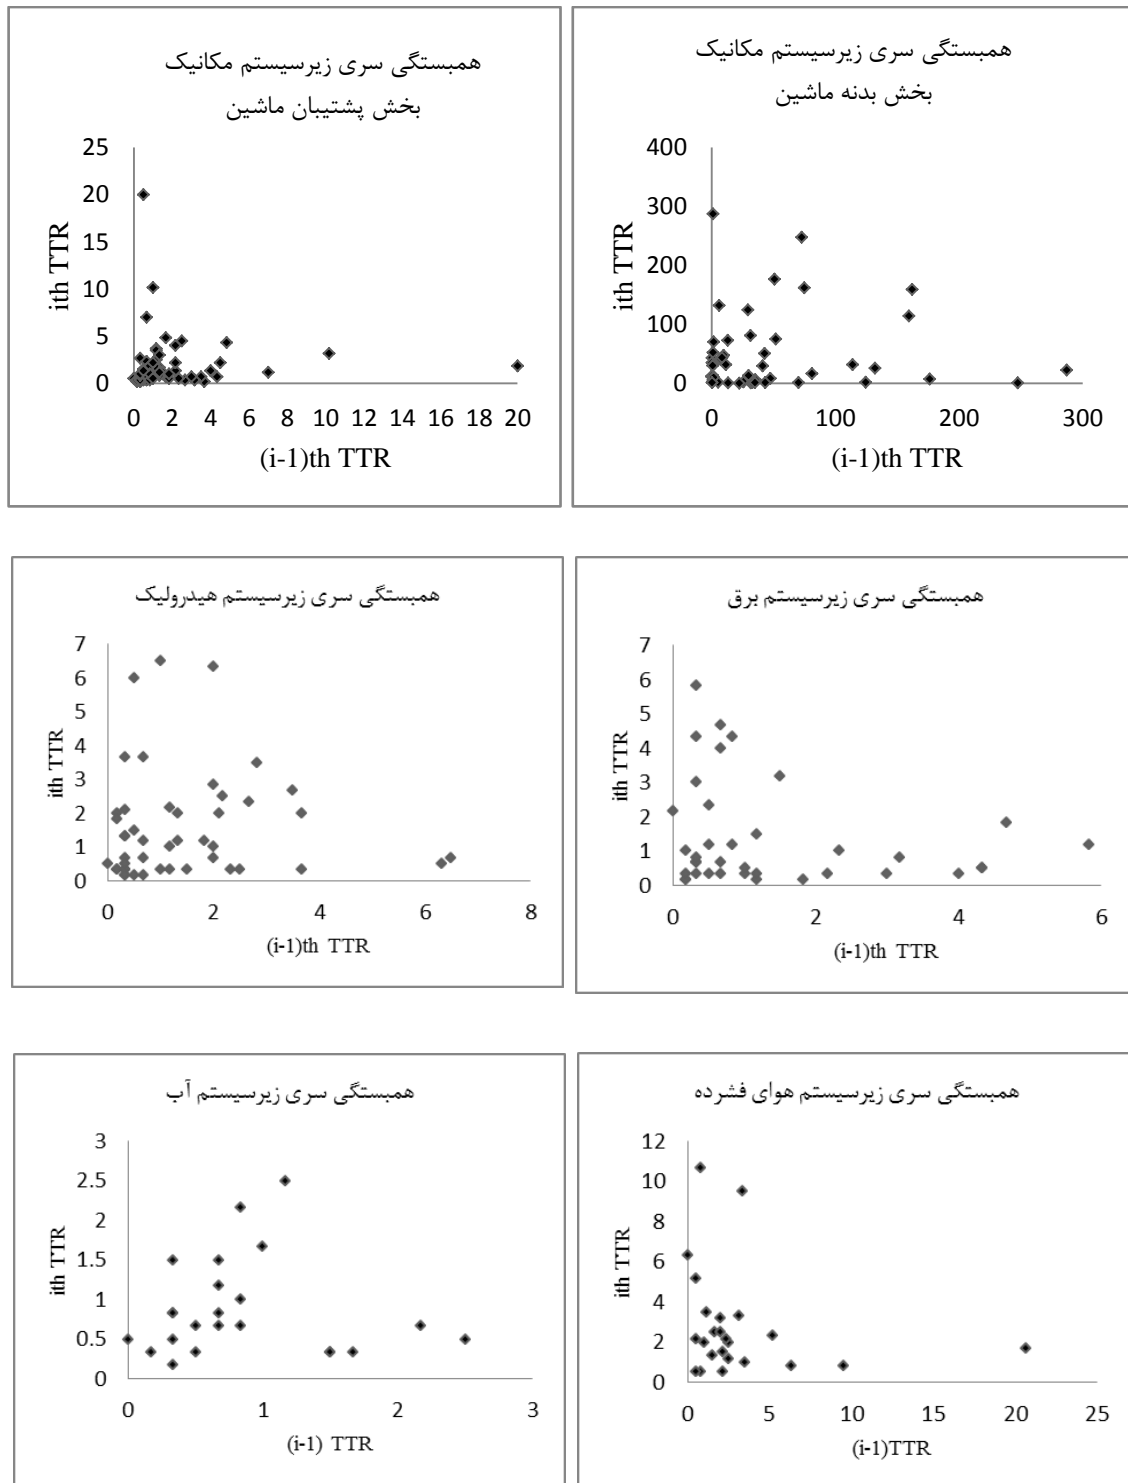 همبستگی سری زیرسیستم مکانیک
بخش پشتیبان ماشین
25
20
15
10
5
0
ith TTR
0 2 4 6 8 10 12 14 16 18 20
(i-1)th TTR
همبستگی سری زیرسیستم مکانیک
بخش بدنه ماشین
400
300
200
100
0
ith TTR
0 100 200 300
(i-1)th TTR
همبستگی سری زیرسیستم هیدرولیک
7
6
5
4
3
2
1
0
ith TTR
0 2 4 6 8
(i-1)th TTR
همبستگی سری زیرسیستم برق
7
6
5
4
3
2
1
0
ith TTR
0 2 4 6
(i-1)th TTR
همبستگی سری زیرسیستم آب
3
2.5
2
1.5
1
0.5
0
ith TTR
0 1 2 3
(i-1) TTR
همبستگی سری زیرسیستم هوای فشرده
12
10
8
6
4
2
0
ith TTR
0 5 10 15 20 25
(i-1)TTR